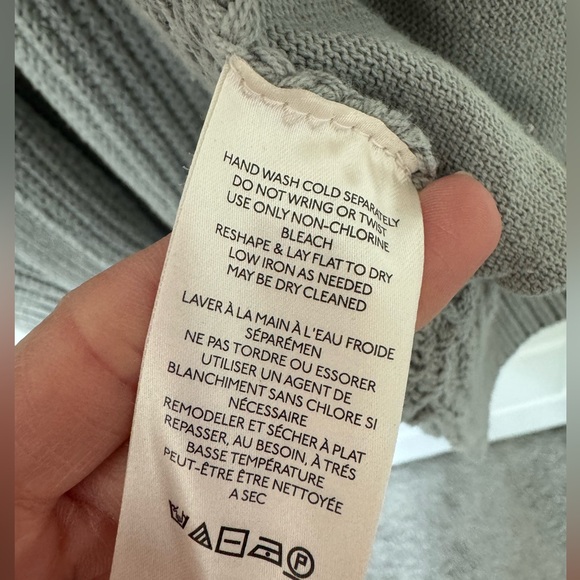 HAND WASH COLD SEPARATELY
DO NOT WRING OR TWIST
USE ONLY NON-CHLORINE
BLEACH
RESHAPE & LAY FLAT TO DRY
LOW IRON AS NEEDED
MAY BE DRY CLEANED
LAVER À LA MAIN À L'EAU FROIDE
SÉPARÉMEN
NE PAS TORDRE OU ESSORER
UTILISER UN AGENT DE
BLANCHIMENT SANS CHLORE SI
NÉCESSAIRE
REMODELER ET SÉCHER À PLAT
REPASSER, AU BESOIN, À TRÉS
BASSE TEMPÉRATURE
PEUT-ÊTRE ÊTRE NETTOYÉE
A SEC
P